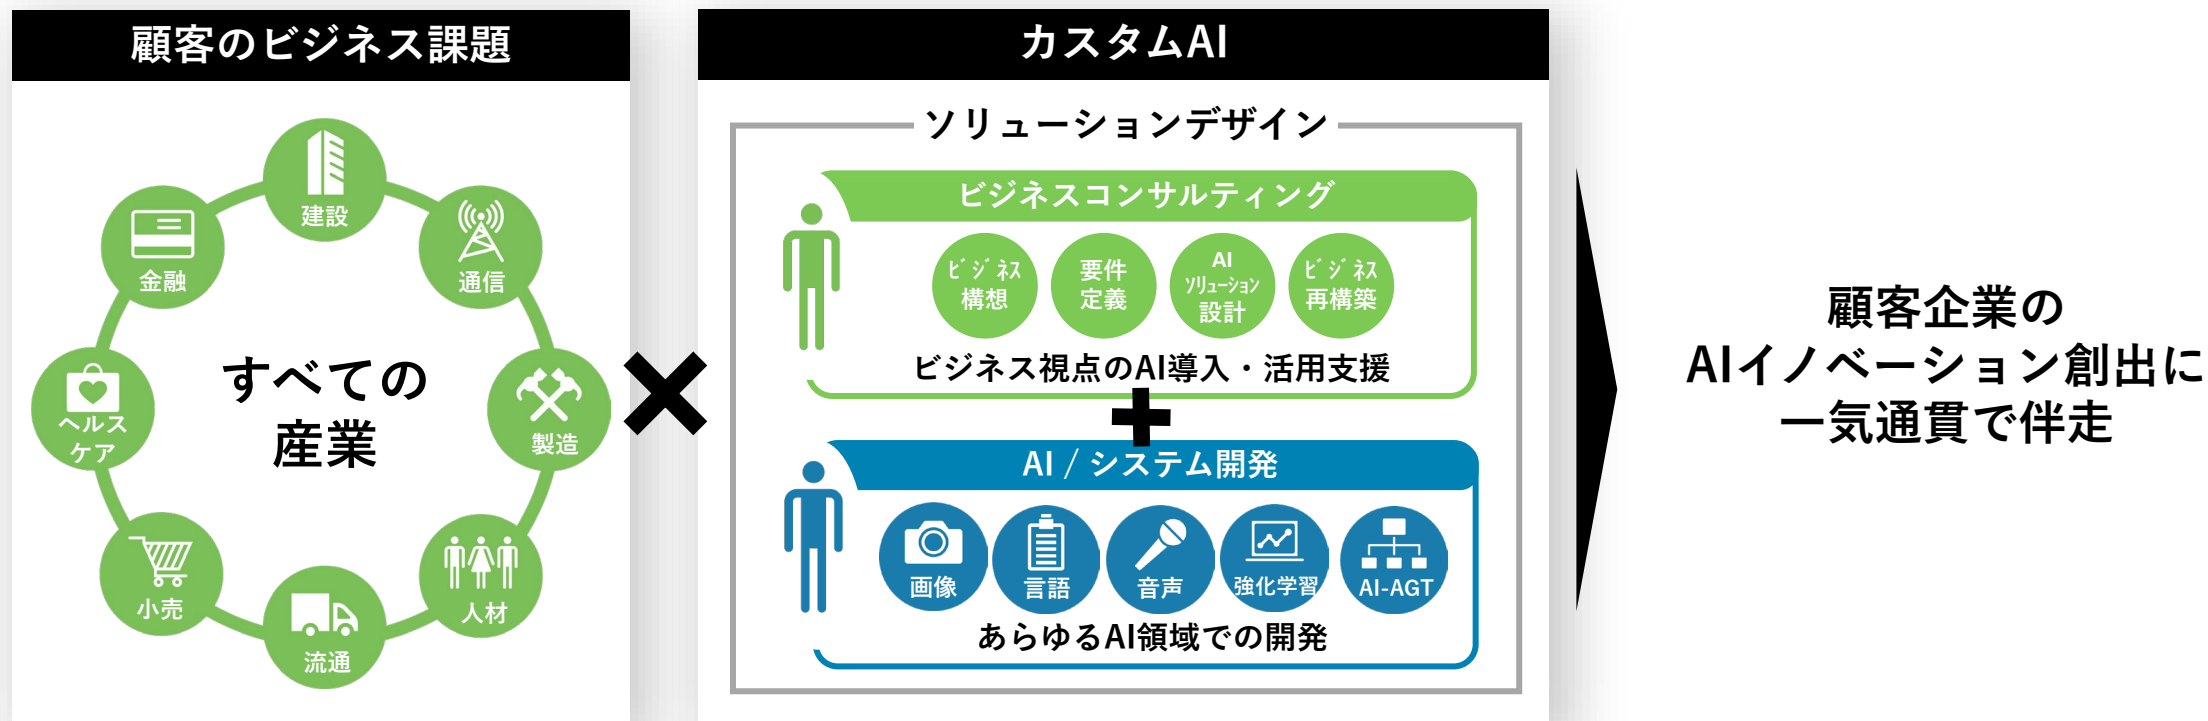 顧客のビジネス課題
建設
通信
製造
人材
流通
小売
ヘルス
ケア
金融
すべての
産業
カスタムAI
ソリューションデザイン
ビジネスコンサルティング
ﾋﾞｼﾞﾈｽ
構想
要件
定義
AI
ｿﾘｭｰｼｮﾝ
設計
ﾋﾞｼﾞﾈｽ
再構築
ビジネス視点のAI導入・活用支援
AI / システム開発
画像
言語
音声
強化学習
AI-AGT
あらゆるAI領域での開発
顧客企業の
AIイノベーション創出に
一気通貫で伴走